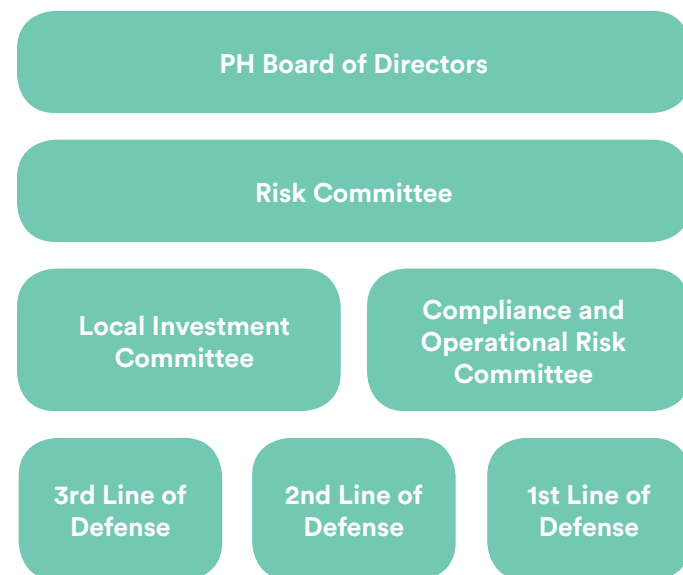 PH Board of Directors
Risk Committee
Local Investment
Committee
Compliance and
Operational Risk
Committee
3rd Line of
Defense
2nd Line of
Defense
1st Line of
Defense